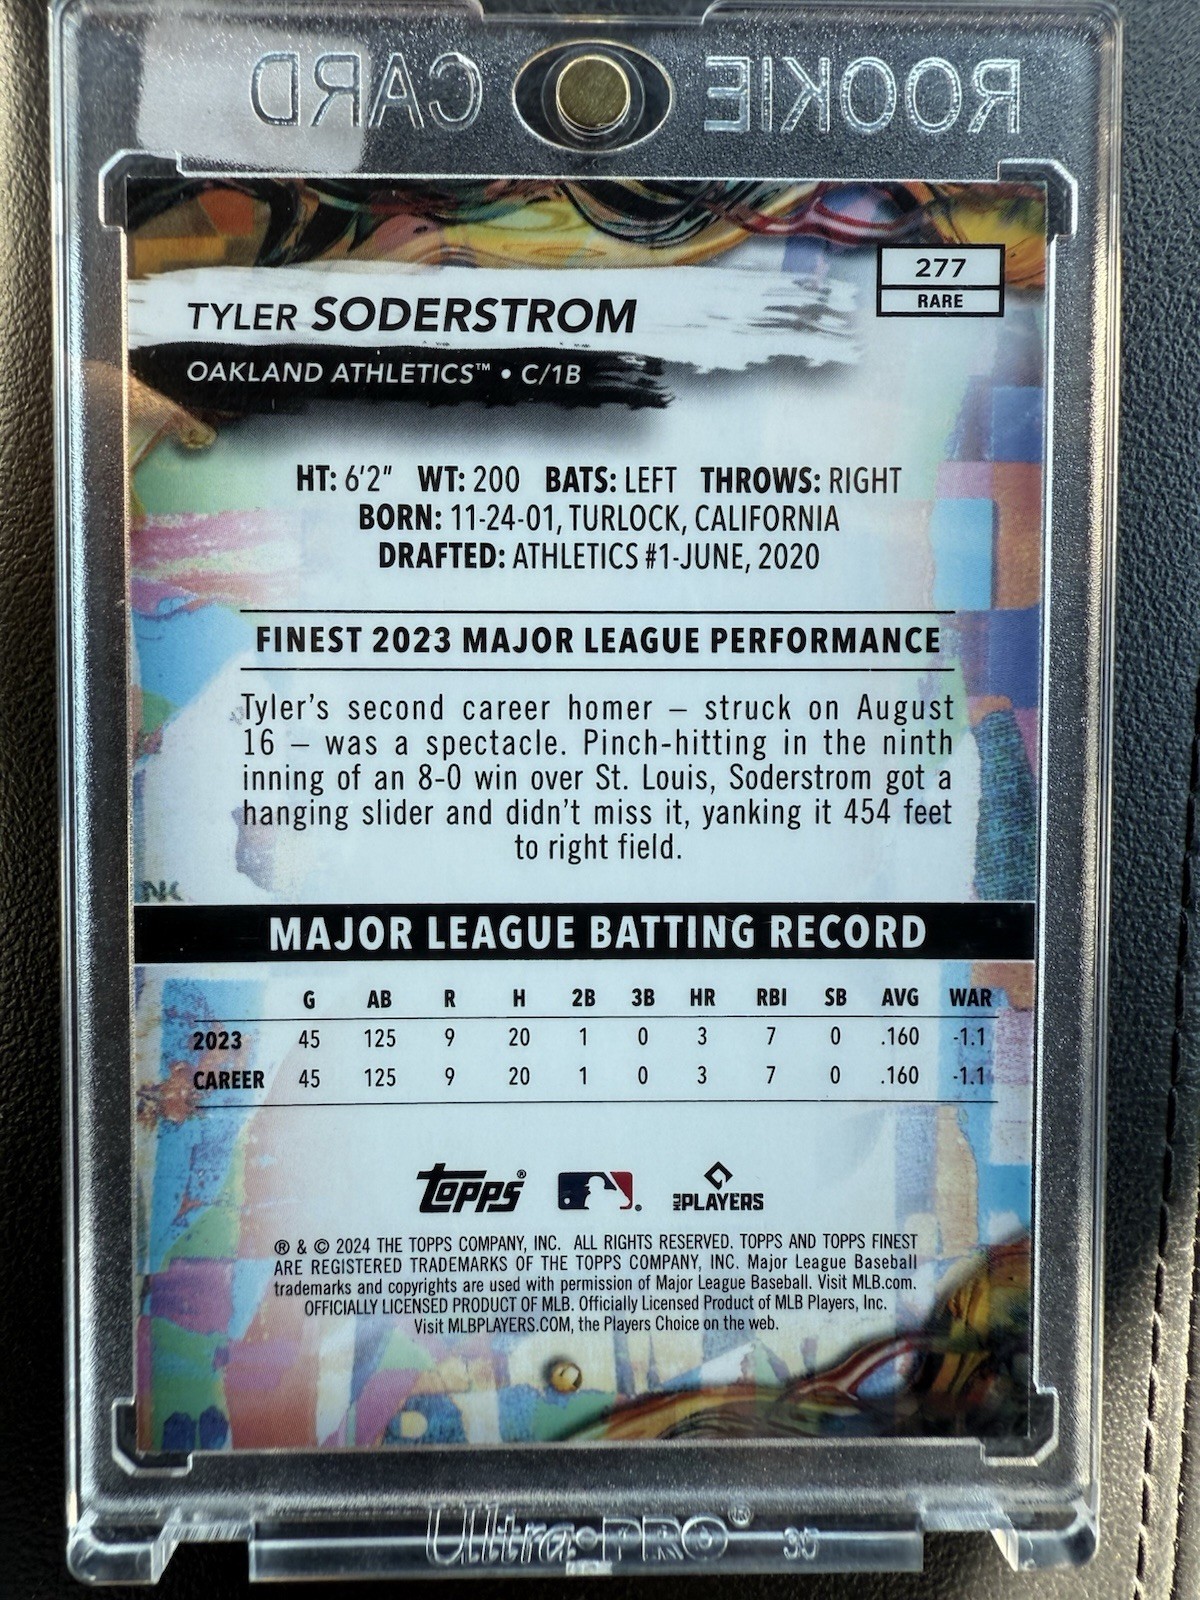 ROOKIE CARD
277
RARE
TYLER SODERSTROM
OAKLAND ATHLETICS™ • C/1B
HT: 6'2" WT: 200 BATS: LEFT THROWS: RIGHT
BORN: 11-24-01, TURLOCK, CALIFORNIA
DRAFTED: ATHLETICS #1-JUNE, 2020
FINEST 2023 MAJOR LEAGUE PERFORMANCE
Tyler's second career homer – struck on August
16 – was a spectacle. Pinch-hitting in the ninth
inning of an 8-0 win over St. Louis, Soderstrom got a
hanging slider and didn't miss it, yanking it 454 feet
to right field.
NK
MAJOR LEAGUE BATTING RECORD
G AB R H 2B 3B HR RBI SB AVG WAR
2023 45 125 9 20 1 0 3 7 0 .160 -1.1
CAREER 45 125 9 20 1 0 3 7 0 .160 -1.1
topps® MLB PLAYERS
® & © 2024 THE TOPPS COMPANY, INC. ALL RIGHTS RESERVED. TOPPS AND TOPPS FINEST
ARE REGISTERED TRADEMARKS OF THE TOPPS COMPANY, INC. Major League Baseball
trademarks and copyrights are used with permission of Major League Baseball. Visit MLB.com.
OFFICIALLY LICENSED PRODUCT OF MLB. Officially Licensed Product of MLB Players, Inc.
Visit MLBPLAYERS.COM, the Players Choice on the web.
Ultra•PRO®